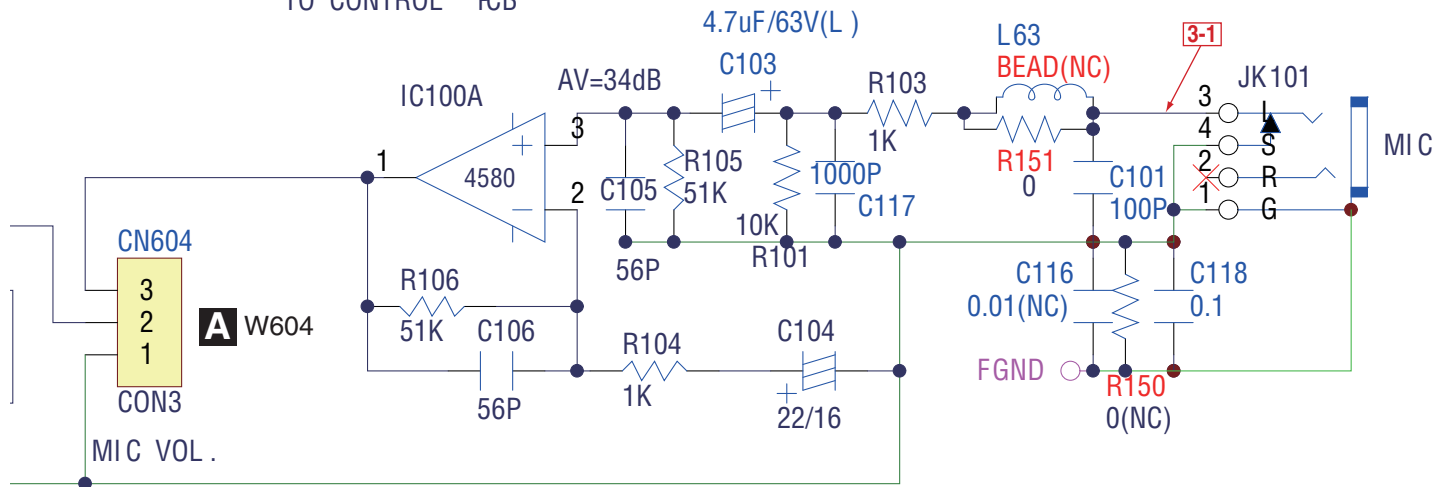 TO CONTROL PCB
4.7uF/63V(L )
L63
3-1
C103
BEAD(NC)
JK101
AV=34dB
R103
IC100A
+
3
L
3
1K
4
S
MIC
+
R105
R151
2
R
1
4580
C105
51K
1000P
0
C101
2
C117
100P
1
G
−
10K
CN604
56P
R101
C116
C118
R106
0.01(NC)
0.1
3
51K
C106
C104
2
A W604
R104
1
FGND
R150
+
1K
CON3
56P
22/16
0(NC)
MIC VOL.